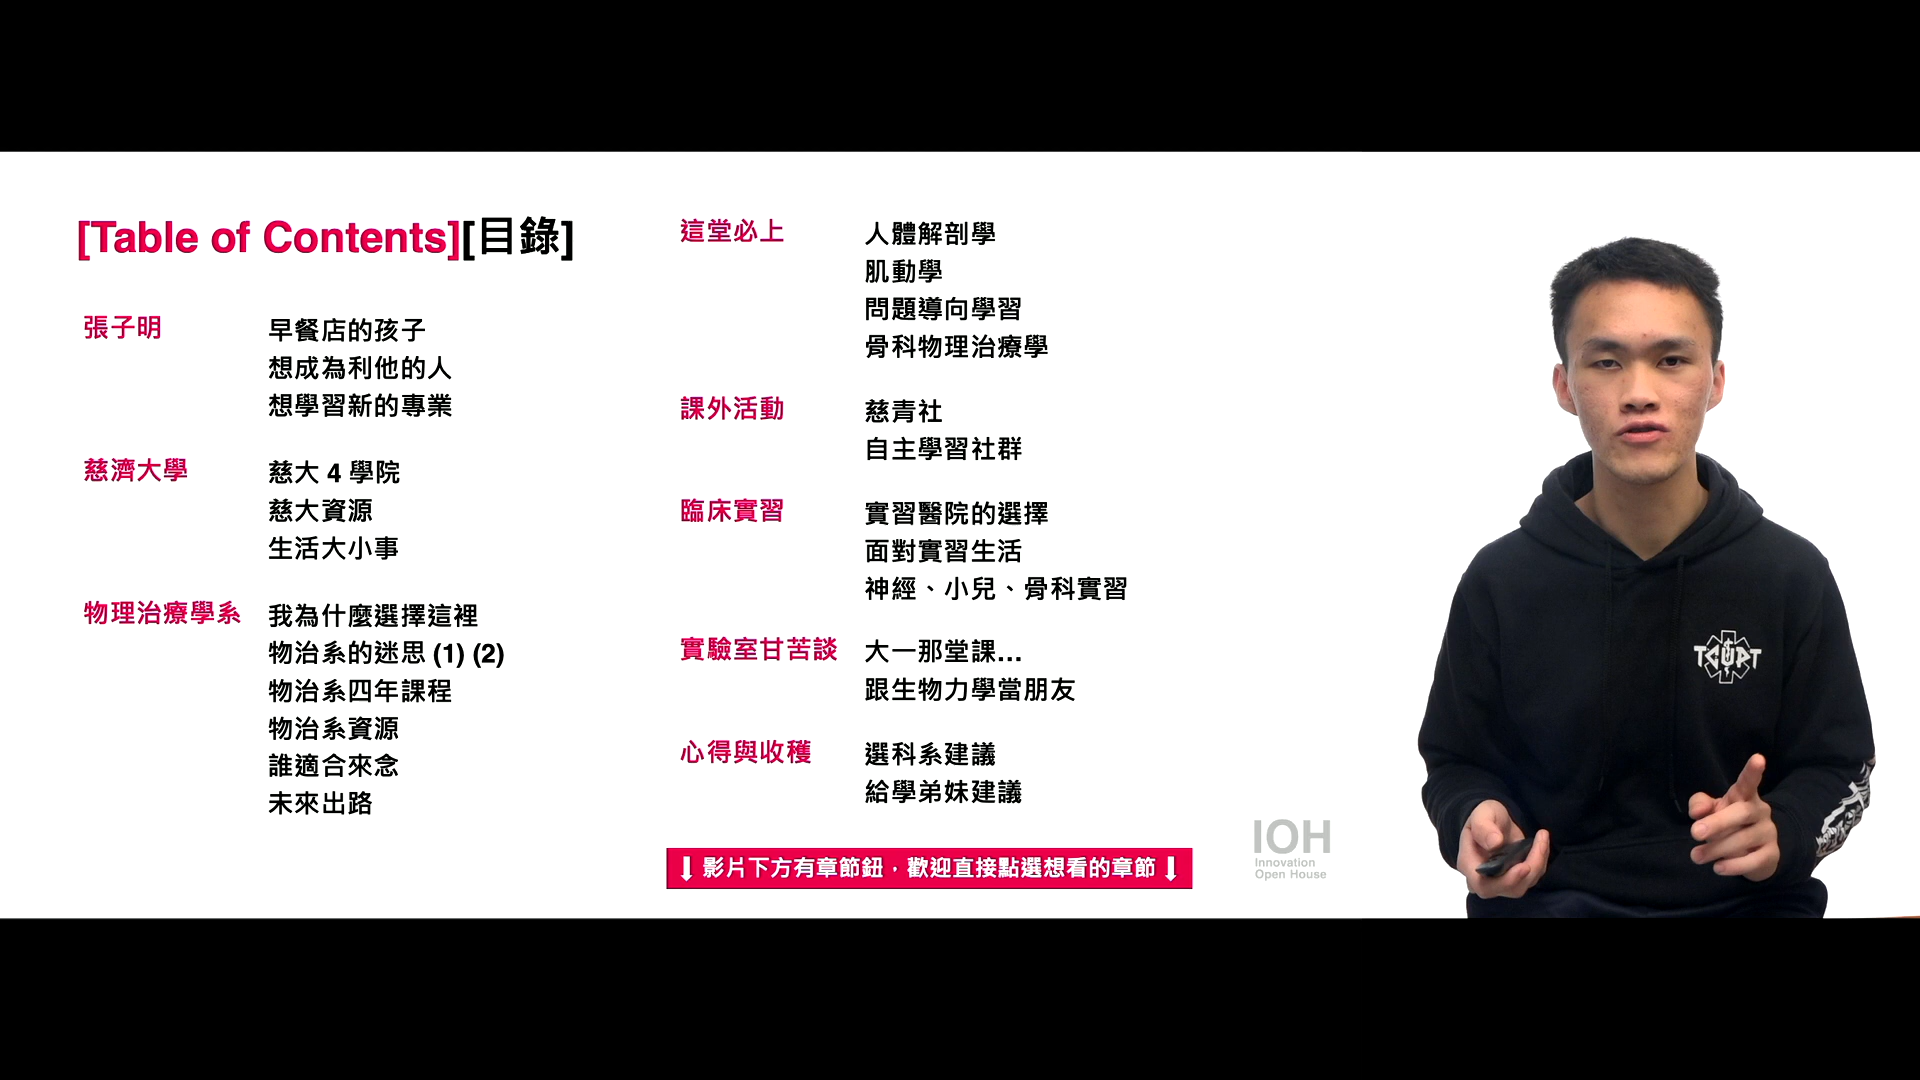 [Table of Contents][目錄]
張子明
早餐店的孩子
想成為利他的人
想學習新的專業
慈濟大學
慈大 4 學院
慈大資源
生活大小事
物理治療學系
我為什麼選擇這裡
物治系的迷思 (1) (2)
物治系四年課程
物治系資源
誰適合來念
未來出路
這堂必上
人體解剖學
肌動學
問題導向學習
骨科物理治療學
課外活動
慈青社
自主學習社群
臨床實習
實習醫院的選擇
面對實習生活
神經、小兒、骨科實習
實驗室甘苦談
大一那堂課...
跟生物力學當朋友
心得與收穫
選科系建議
給學弟妹建議
⬇ 影片下方有章節鈕，歡迎直接點選想看的章節 ⬇
IOH
Innovation
Open House
TCUPT